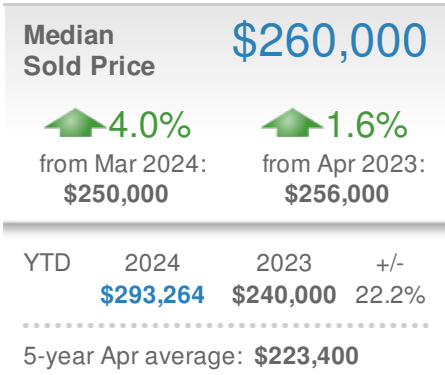 Median $260,000
Sold Price
4.0% 1.6%
from Mar 2024: from Apr 2023:
$250,000 $256,000
YTD 2024 2023 +/-
$293,264 $240,000 22.2%
5-year Apr average: $223,400